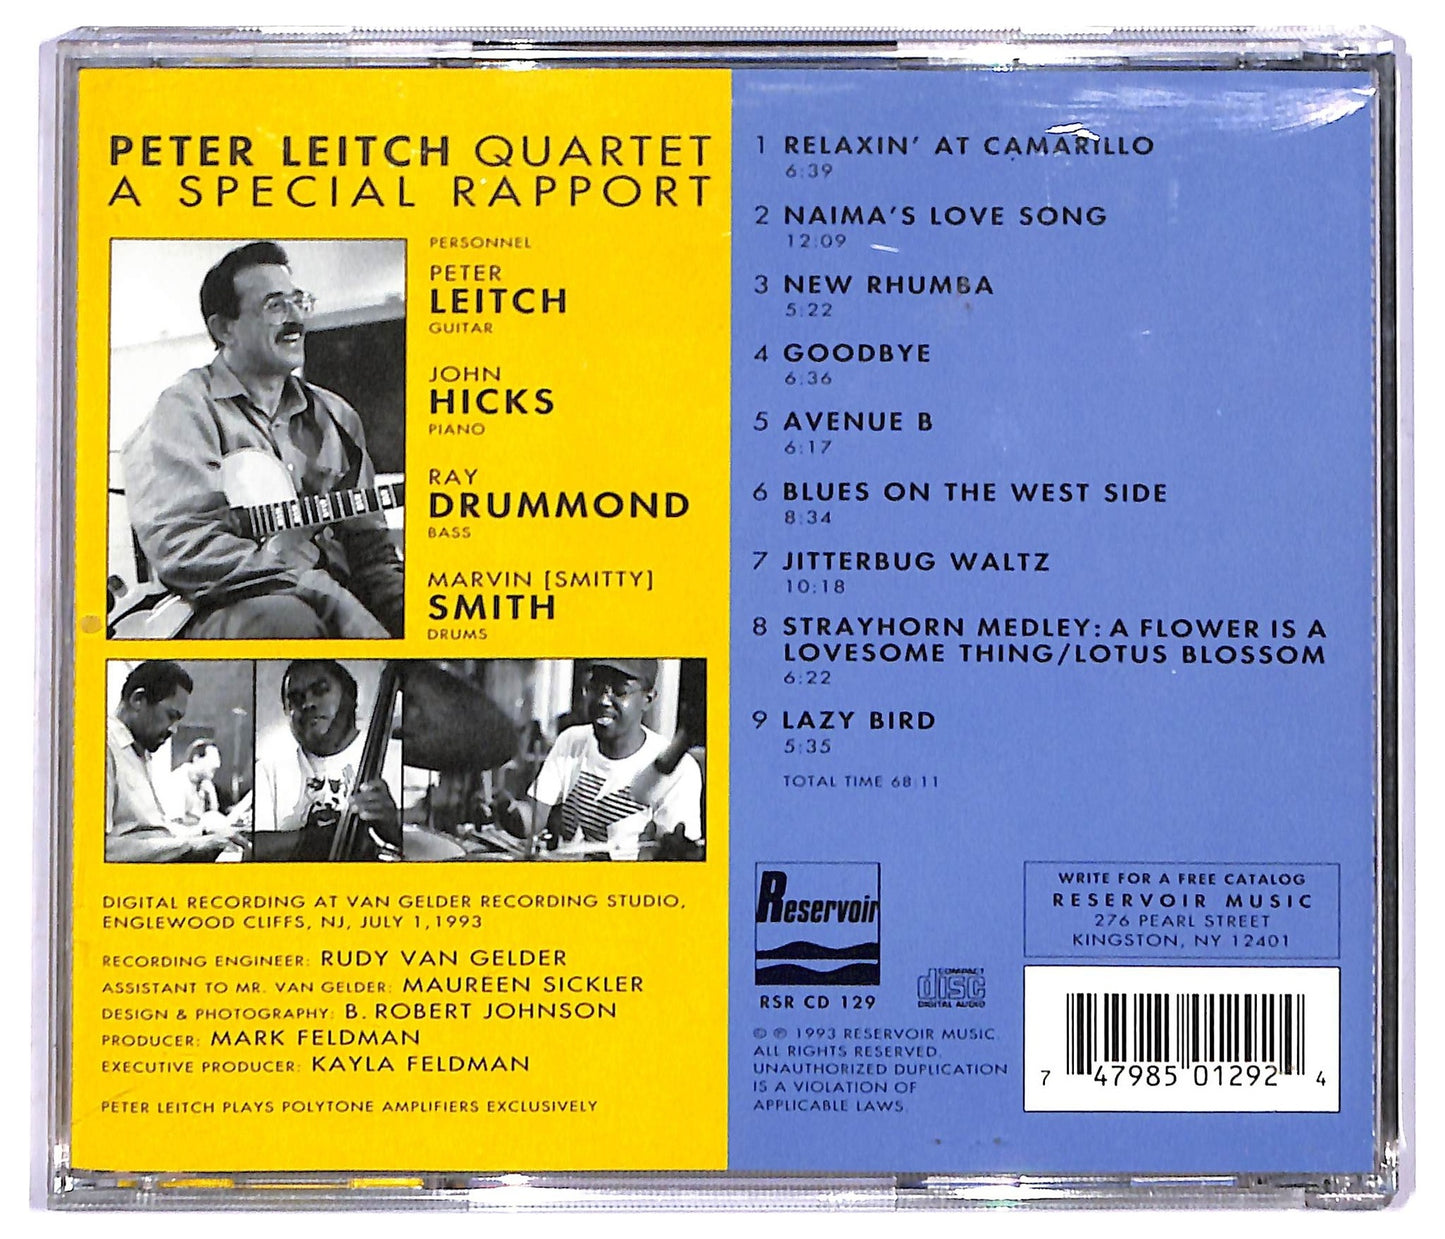 PETER LEITCH QUARTET
A SPECIAL RAPPORT
PERSONNEL
PETER
LEITCH
GUITAR
JOHN
HICKS
PIANO
RAY
DRUMMOND
BASS
MARVIN [SMITTY]
SMITH
DRUMS
DIGITAL RECORDING AT VAN GELDER RECORDING STUDIO,
ENGLEWOOD CLIFFS, NJ, JULY 1, 1993
RECORDING ENGINEER: RUDY VAN GELDER
ASSISTANT TO MR. VAN GELDER: MAUREEN SICKLER
DESIGN & PHOTOGRAPHY: B. ROBERT JOHNSON
PRODUCER: MARK FELDMAN
EXECUTIVE PRODUCER: KAYLA FELDMAN
PETER LEITCH PLAYS POLYTONE AMPLIFIERS EXCLUSIVELY
1 RELAXIN' AT CAMARILLO
6:39
2 NAIMA'S LOVE SONG
12:09
3 NEW RHUMBA
5:22
4 GOODBYE
6:36
5 AVENUE B
6:17
6 BLUES ON THE WEST SIDE
8:34
7 JITTERBUG WALTZ
10:18
8 STRAYHORN MEDLEY: A FLOWER IS A
LOVESOME THING/LOTUS BLOSSOM
6:22
9 LAZY BIRD
5:35
TOTAL TIME 68:11
Reservoir
RSR CD 129
COMPACT
disc
DIGITAL AUDIO
© ℗ 1993 RESERVOIR MUSIC.
ALL RIGHTS RESERVED.
UNAUTHORIZED DUPLICATION
IS A VIOLATION OF
APPLICABLE LAWS.
WRITE FOR A FREE CATALOG
RESERVOIR MUSIC
276 PEARL STREET
KINGSTON, NY 12401
7 47985 01292 4